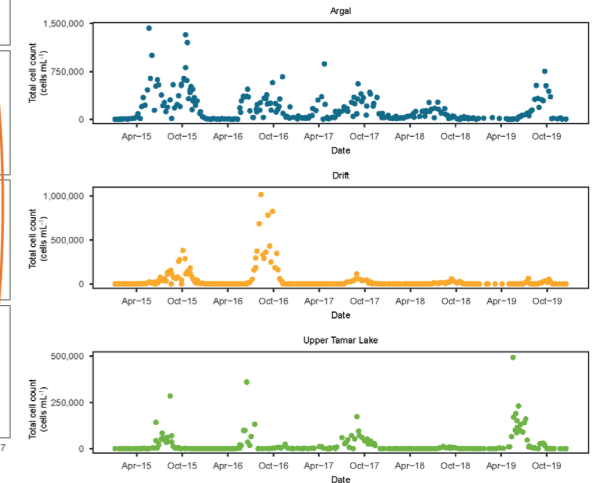 Argal
Total cell count
(cells mL⁻¹)
1,500,000
750,000
0
Apr–15 Oct–15 Apr–16 Oct–16 Apr–17 Oct–17 Apr–18 Oct–18 Apr–19 Oct–19
Date
Drift
Total cell count
(cells mL⁻¹)
1,000,000
500,000
0
Apr–15 Oct–15 Apr–16 Oct–16 Apr–17 Oct–17 Apr–18 Oct–18 Apr–19 Oct–19
Date
Upper Tamar Lake
Total cell count
(cells mL⁻¹)
500,000
250,000
0
7
Apr–15 Oct–15 Apr–16 Oct–16 Apr–17 Oct–17 Apr–18 Oct–18 Apr–19 Oct–19
Date